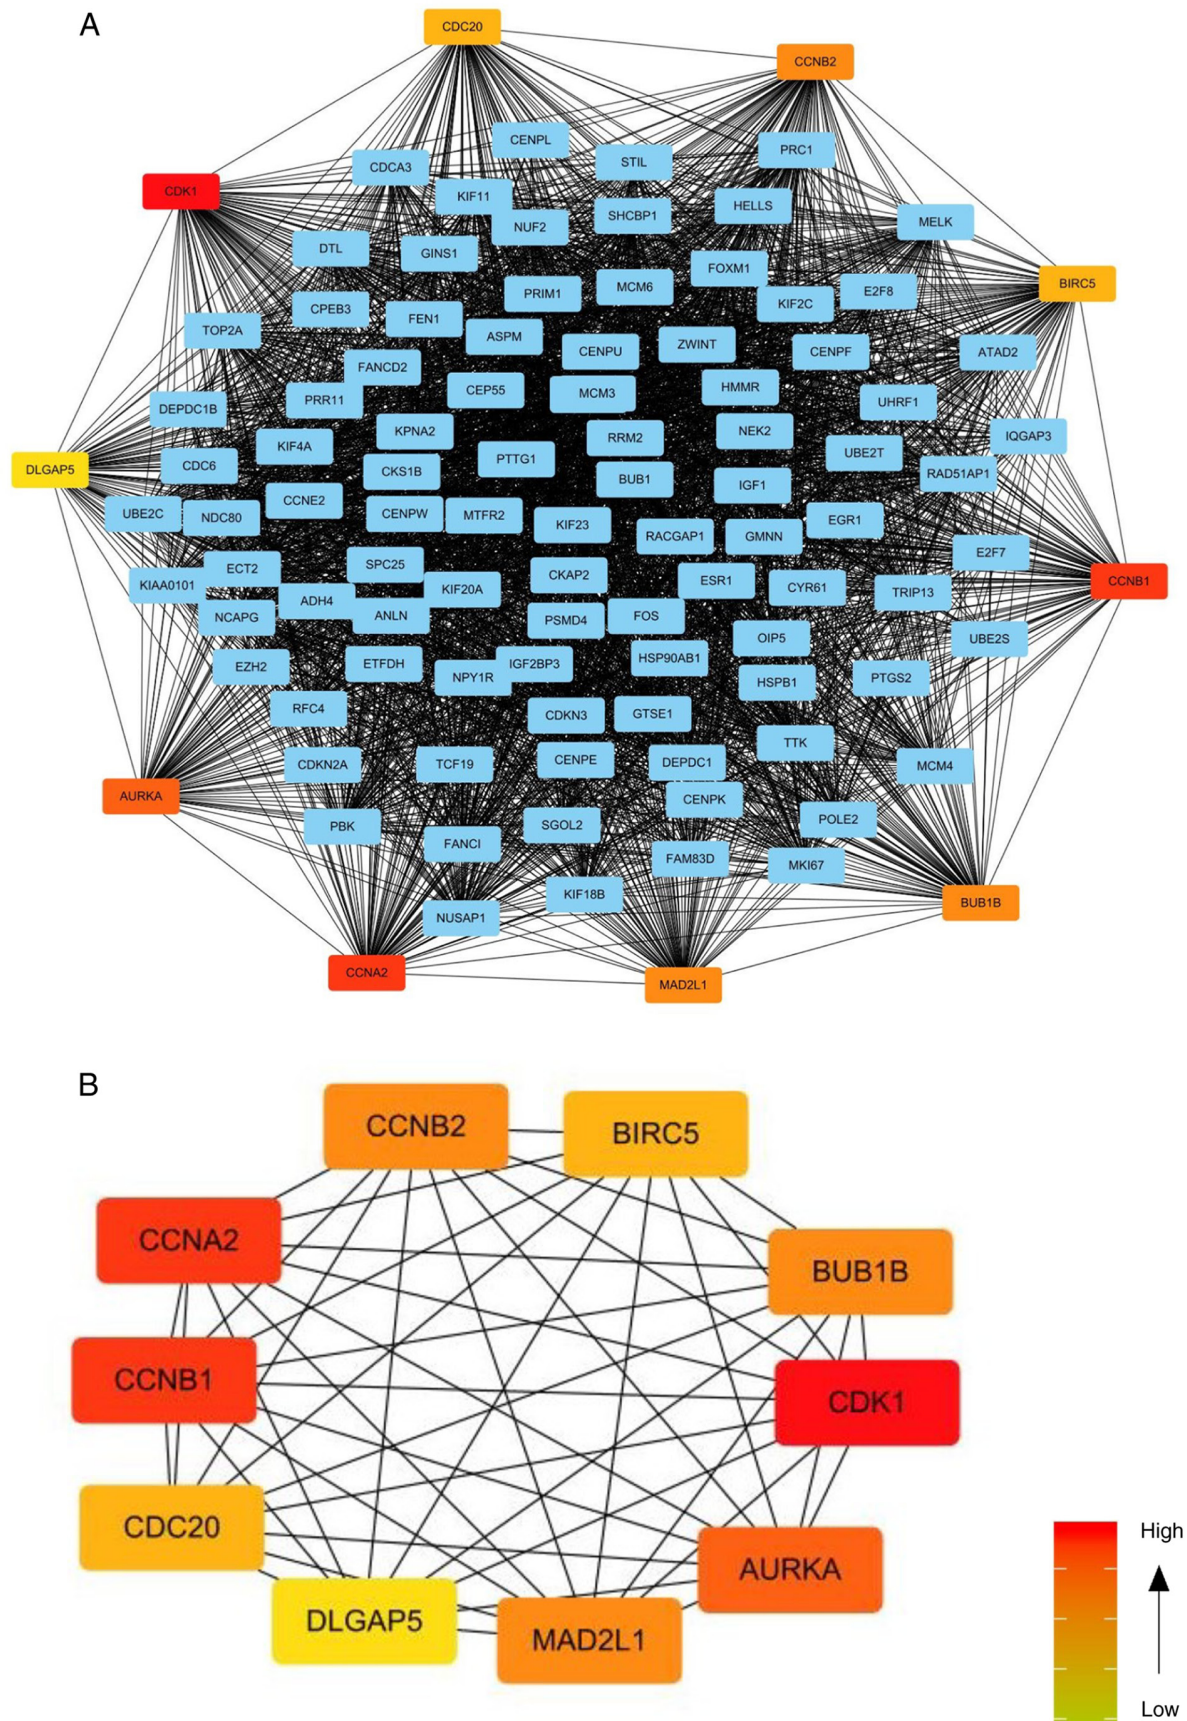 A
CDC20
CCNB2
CENPL
PRC1
STIL
CDCA3
CDK1
KIF11
HELLS
SHCBP1
MELK
NUF2
DTL
GINS1
FOXM1
BIRC5
MCM6
E2F8
PRIM1
KIF2C
CPEB3
FEN1
TOP2A
ASPM
ZWINT
CENPU
CENPF
ATAD2
FANCD2
HMMR
CEP55
MCM3
PRR11
UHRF1
DEPDC1B
KPNA2
NEK2
IQGAP3
RRM2
KIF4A
UBE2T
PTTG1
CDC6
DLGAP5
CKS1B
RAD51AP1
BUB1
IGF1
CCNE2
UBE2C
CENPW
MTFR2
NDC80
EGR1
KIF23
RACGAP1
GMNN
E2F7
SPC25
ECT2
CKAP2
ESR1
CCNB1
KIAA0101
KIF20A
CYR61
TRIP13
ADH4
NCAPG
ANLN
PSMD4
FOS
OIP5
UBE2S
EZH2
ETFDH
IGF2BP3
HSP90AB1
NPY1R
HSPB1
PTGS2
RFC4
CDKN3
GTSE1
TTK
CENPE
DEPDC1
CDKN2A
TCF19
MCM4
AURKA
CENPK
POLE2
PBK
SGOL2
FANCI
FAM83D
MKI67
KIF18B
BUB1B
NUSAP1
CCNA2
MAD2L1
B
CCNB2
BIRC5
CCNA2
BUB1B
CCNB1
CDK1
CDC20
High
AURKA
DLGAP5
MAD2L1
Low